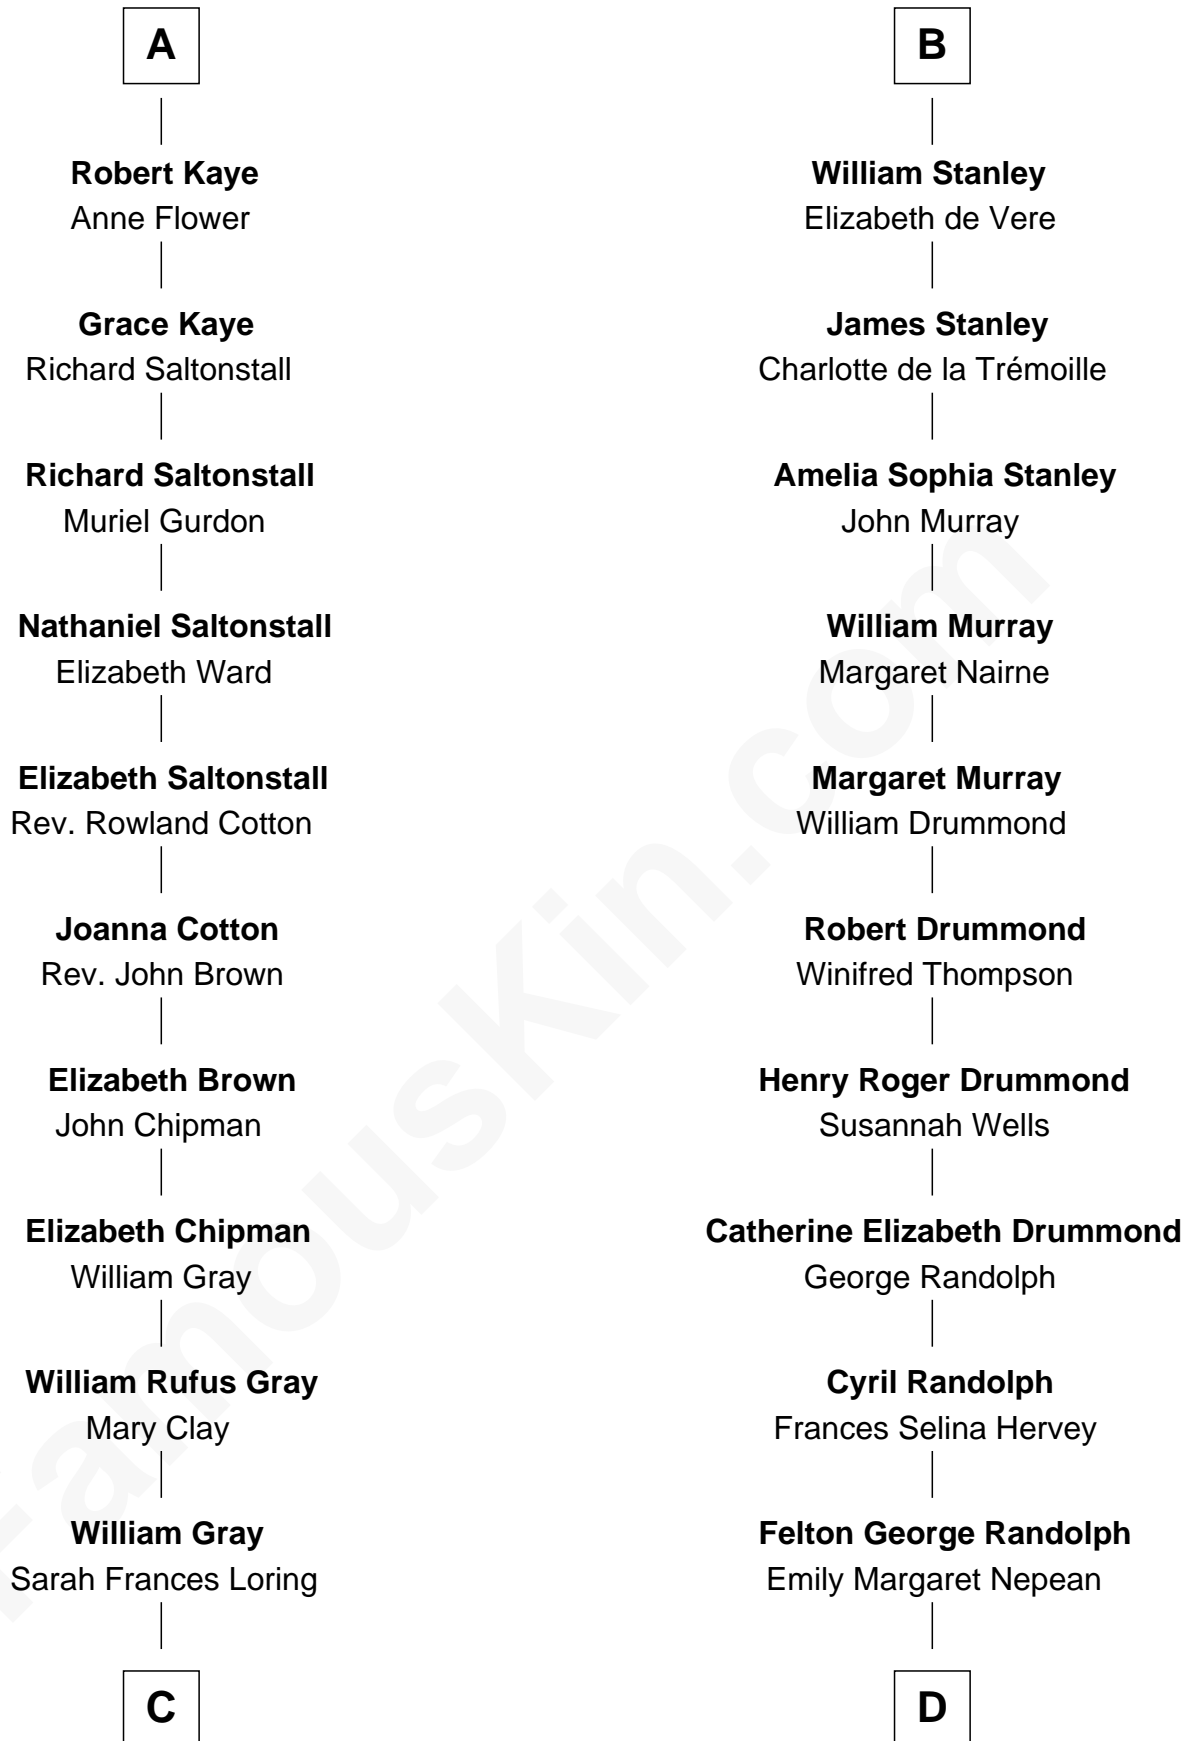 A
Robert Kaye
Anne Flower
Grace Kaye
Richard Saltonstall
Richard Saltonstall
Muriel Gurdon
Nathaniel Saltonstall
Elizabeth Ward
Elizabeth Saltonstall
Rev. Rowland Cotton
Joanna Cotton
Rev. John Brown
Elizabeth Brown
John Chipman
Elizabeth Chipman
William Gray
William Rufus Gray
Mary Clay
William Gray
Sarah Frances Loring
C
B
William Stanley
Elizabeth de Vere
James Stanley
Charlotte de la Trémoille
Amelia Sophia Stanley
John Murray
William Murray
Margaret Nairne
Margaret Murray
William Drummond
Robert Drummond
Winifred Thompson
Henry Roger Drummond
Susannah Wells
Catherine Elizabeth Drummond
George Randolph
Cyril Randolph
Frances Selina Hervey
Felton George Randolph
Emily Margaret Nepean
D
FamousKin.com